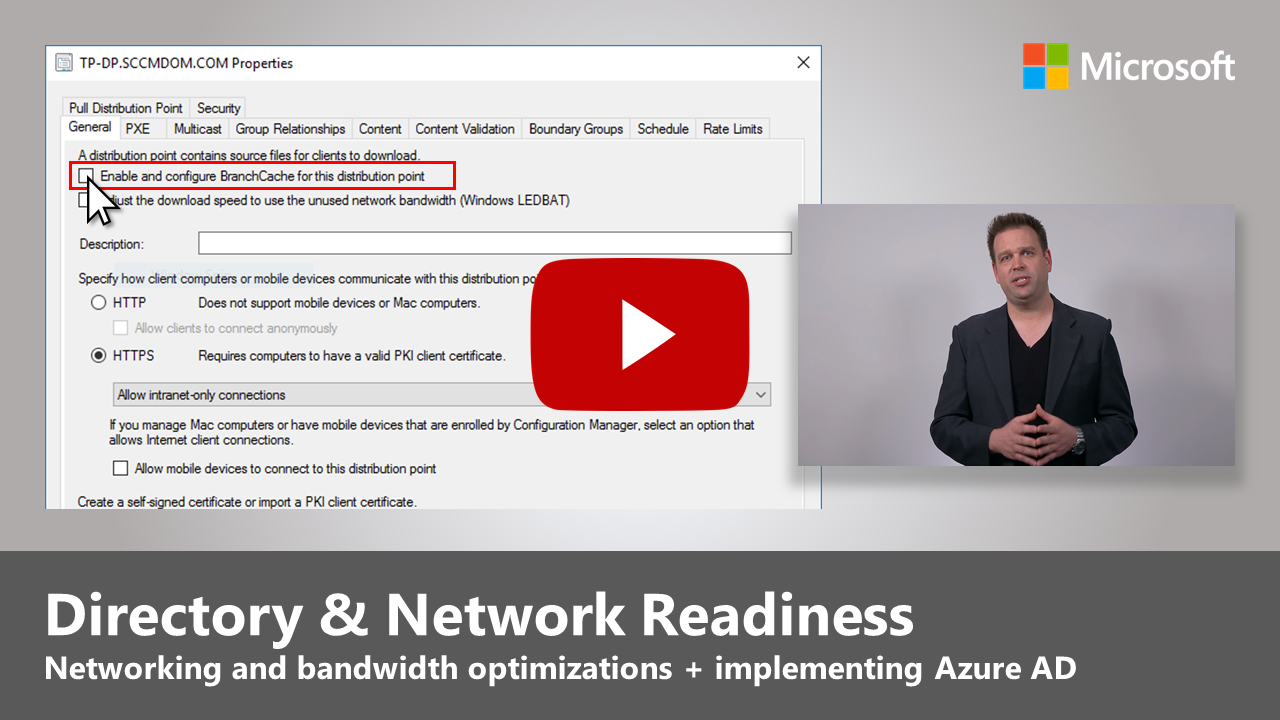 TP-DP.SCCMDOM.COM Properties
Microsoft
Pull Distribution Point Security
General PXE Multicast Group Relationships Content Content Validation Boundary Groups Schedule Rate Limits
A distribution point contains source files for clients to download.
Enable and configure BranchCache for this distribution point
the download speed to use the unused network bandwidth (Windows LEDBAT)
Description:
Specify how client computers or mobile devices communicate with this distribution
HTTP Does not support mobile devices or Mac computers.
Allow clients to connect anonymously
HTTPS Requires computers to have a valid PKI client certificate.
Allow intranet-only connections
If you manage Mac computers or have mobile devices that are enrolled by Configuration Manager, select an option that
allows Internet client connections.
Allow mobile devices to connect to this distribution point
Create a self-signed certificate or import a PKI client certificate.
Directory & Network Readiness
Networking and bandwidth optimizations + implementing Azure AD